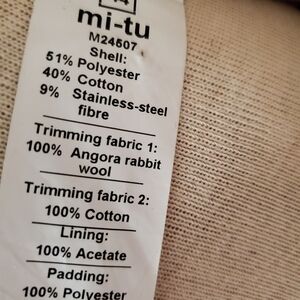 mi-tu
M24507
Shell:
51% Polyester
40% Cotton
9% Stainless-steel
fibre
Trimming fabric 1:
100% Angora rabbit
wool
Trimming fabric 2:
100% Cotton
Lining:
100% Acetate
Padding:
100% Polyester